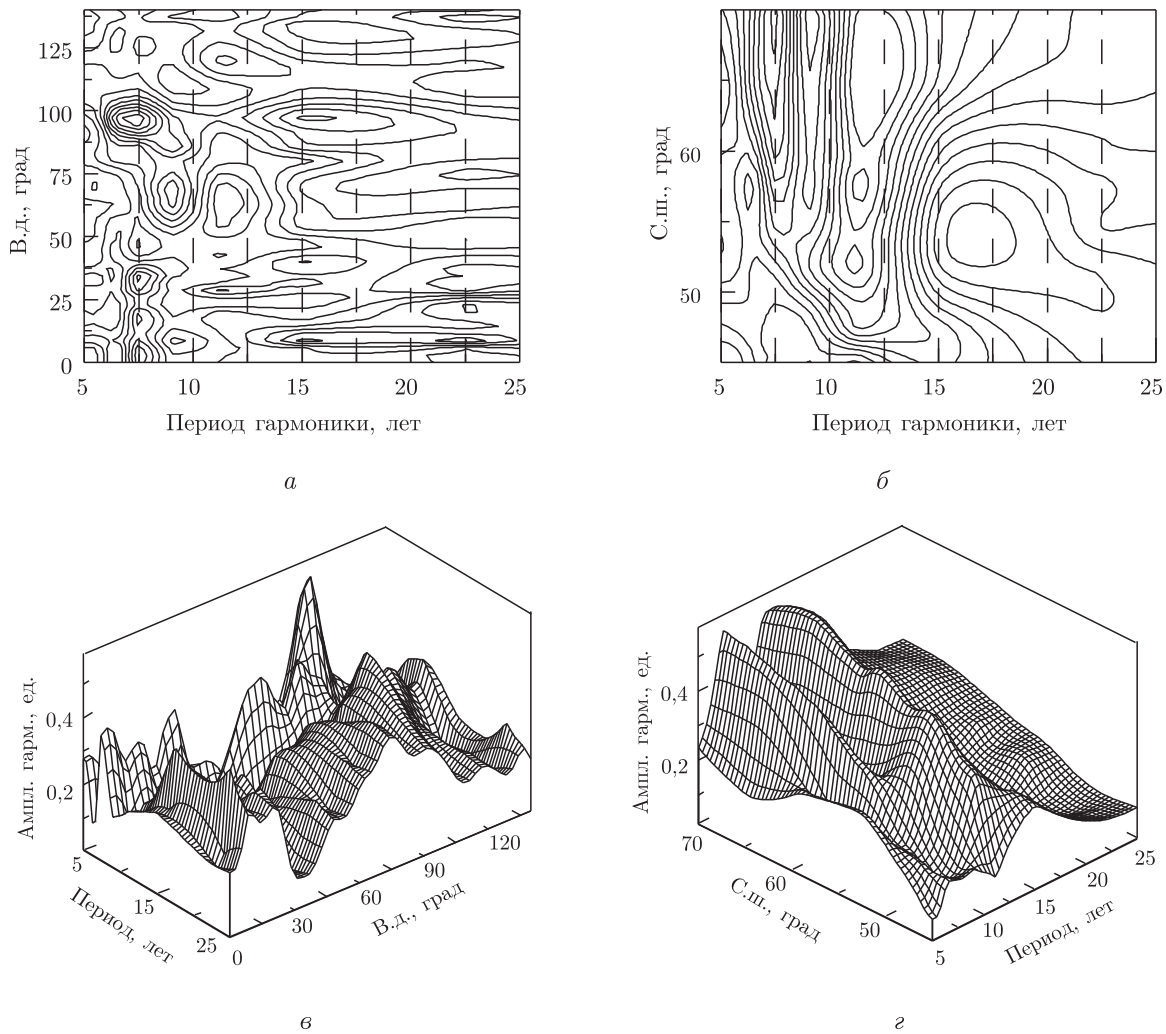 125
100
75
50
25
0
В.д., град
5 10 15 20 25
Период гармоники, лет
а
60
50
С.ш., град
5 10 15 20 25
Период гармоники, лет
б
Ампл. гарм., ед.
0,4
0,2
5
15
25
Период, лет
0
30
60
90
120
В.д., град
в
Ампл. гарм., ед.
0,4
0,2
70
60
50
С.ш., град
5
10
15
20
25
Период, лет
г